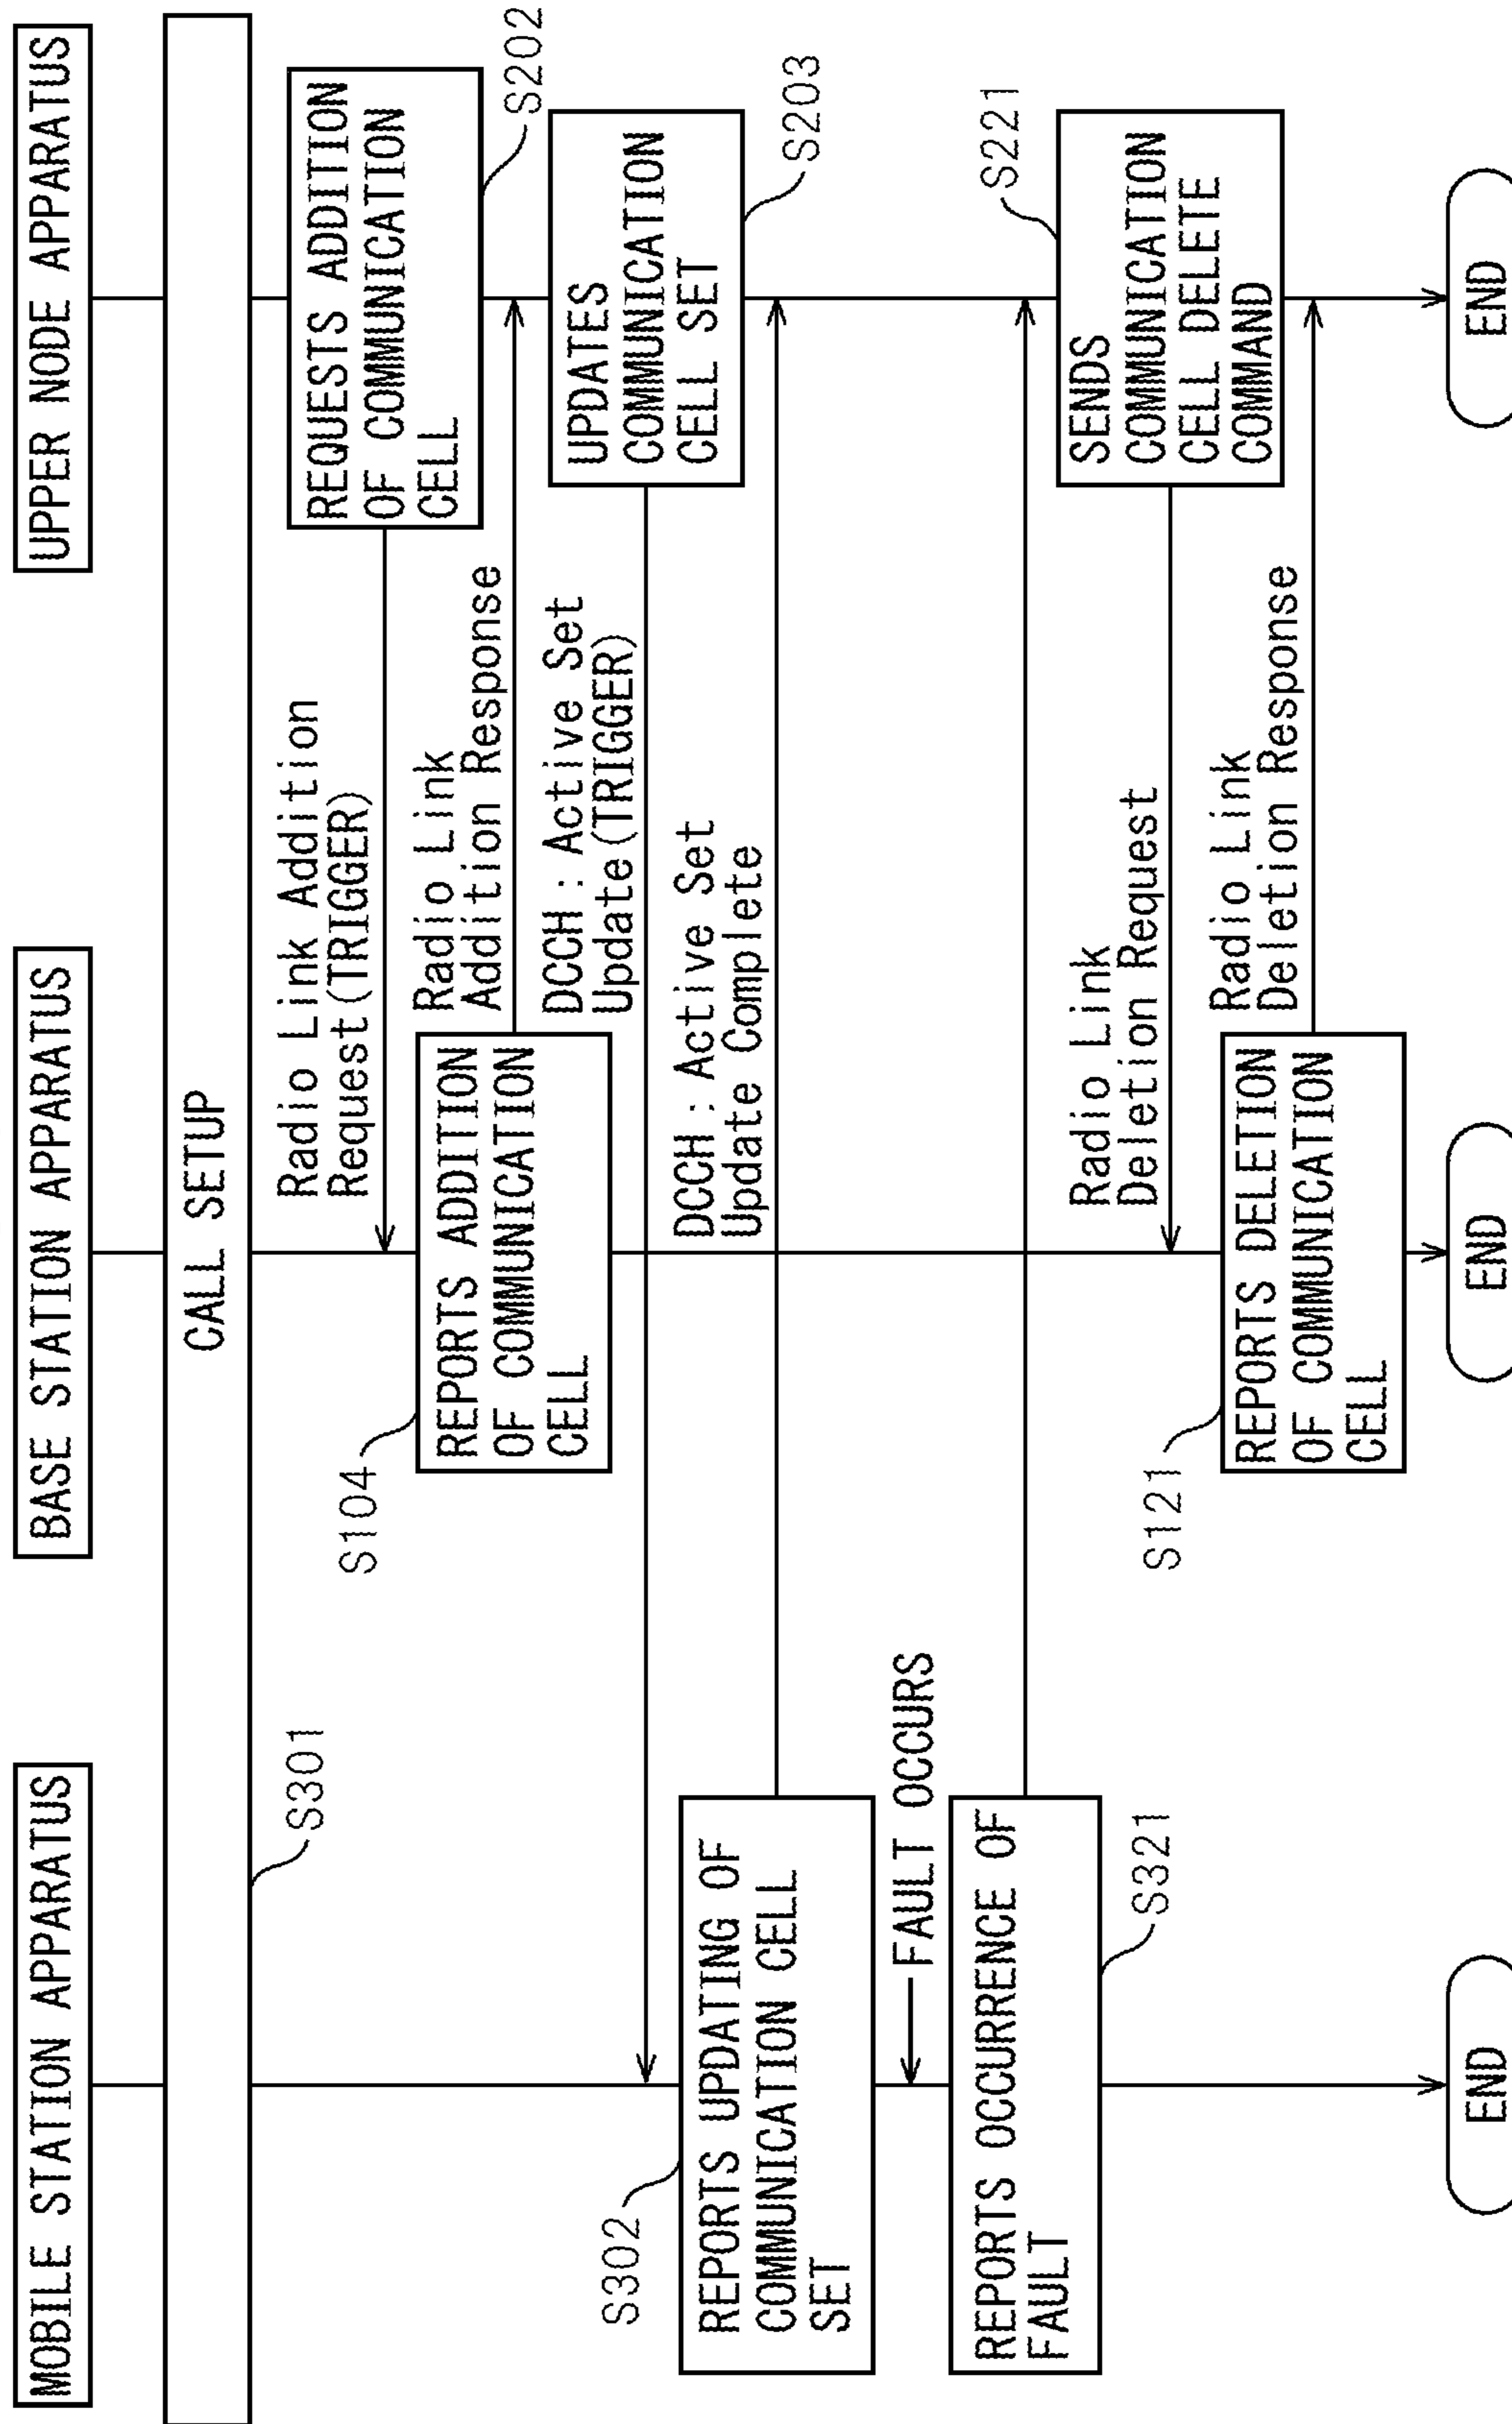 MOBILE STATION APPARATUS
BASE STATION APPARATUS
UPPER NODE APPARATUS
CALL SETUP
S301
REQUESTS ADDITION
OF COMMUNICATION
CELL
S202
Radio Link Addition
Request(TRIGGER)
S104
REPORTS ADDITION
OF COMMUNICATION
CELL
Radio Link
Addition Response
UPDATES
COMMUNICATION
CELL SET
S203
DCCH:Active Set
Update(TRIGGER)
S302
REPORTS UPDATING OF
COMMUNICATION CELL
SET
DCCH:Active Set
Update Complete
FAULT OCCURS
REPORTS OCCURRENCE OF
FAULT
S321
S221
SENDS
COMMUNICATION
CELL DELETE
COMMAND
Radio Link
Deletion Request
S121
REPORTS DELETION
OF COMMUNICATION
CELL
Radio Link
Deletion Response
END
END
END